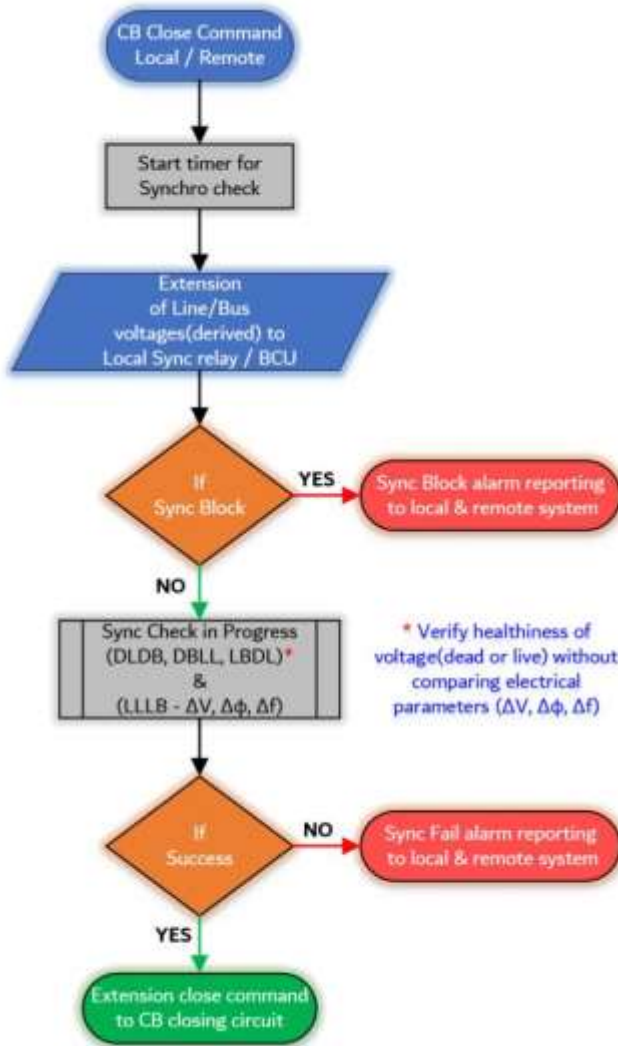 CB Close Command
Local / Remote
Start timer for
Synchro check
Extension
of Line/Bus
voltages(derived) to
Local Sync relay / BCU
If
Sync Block
YES
Sync Block alarm reporting
to local & remote system
NO
Sync Check in Progress
(DLDB, DBLL, LBDL)*
&
(LLLB - ΔV, Δϕ, Δf)
* Verify healthiness of
voltage(dead or live) without
comparing electrical
parameters (ΔV, Δϕ, Δf)
If
Success
NO
Sync Fail alarm reporting
to local & remote system
YES
Extension close command
to CB closing circuit